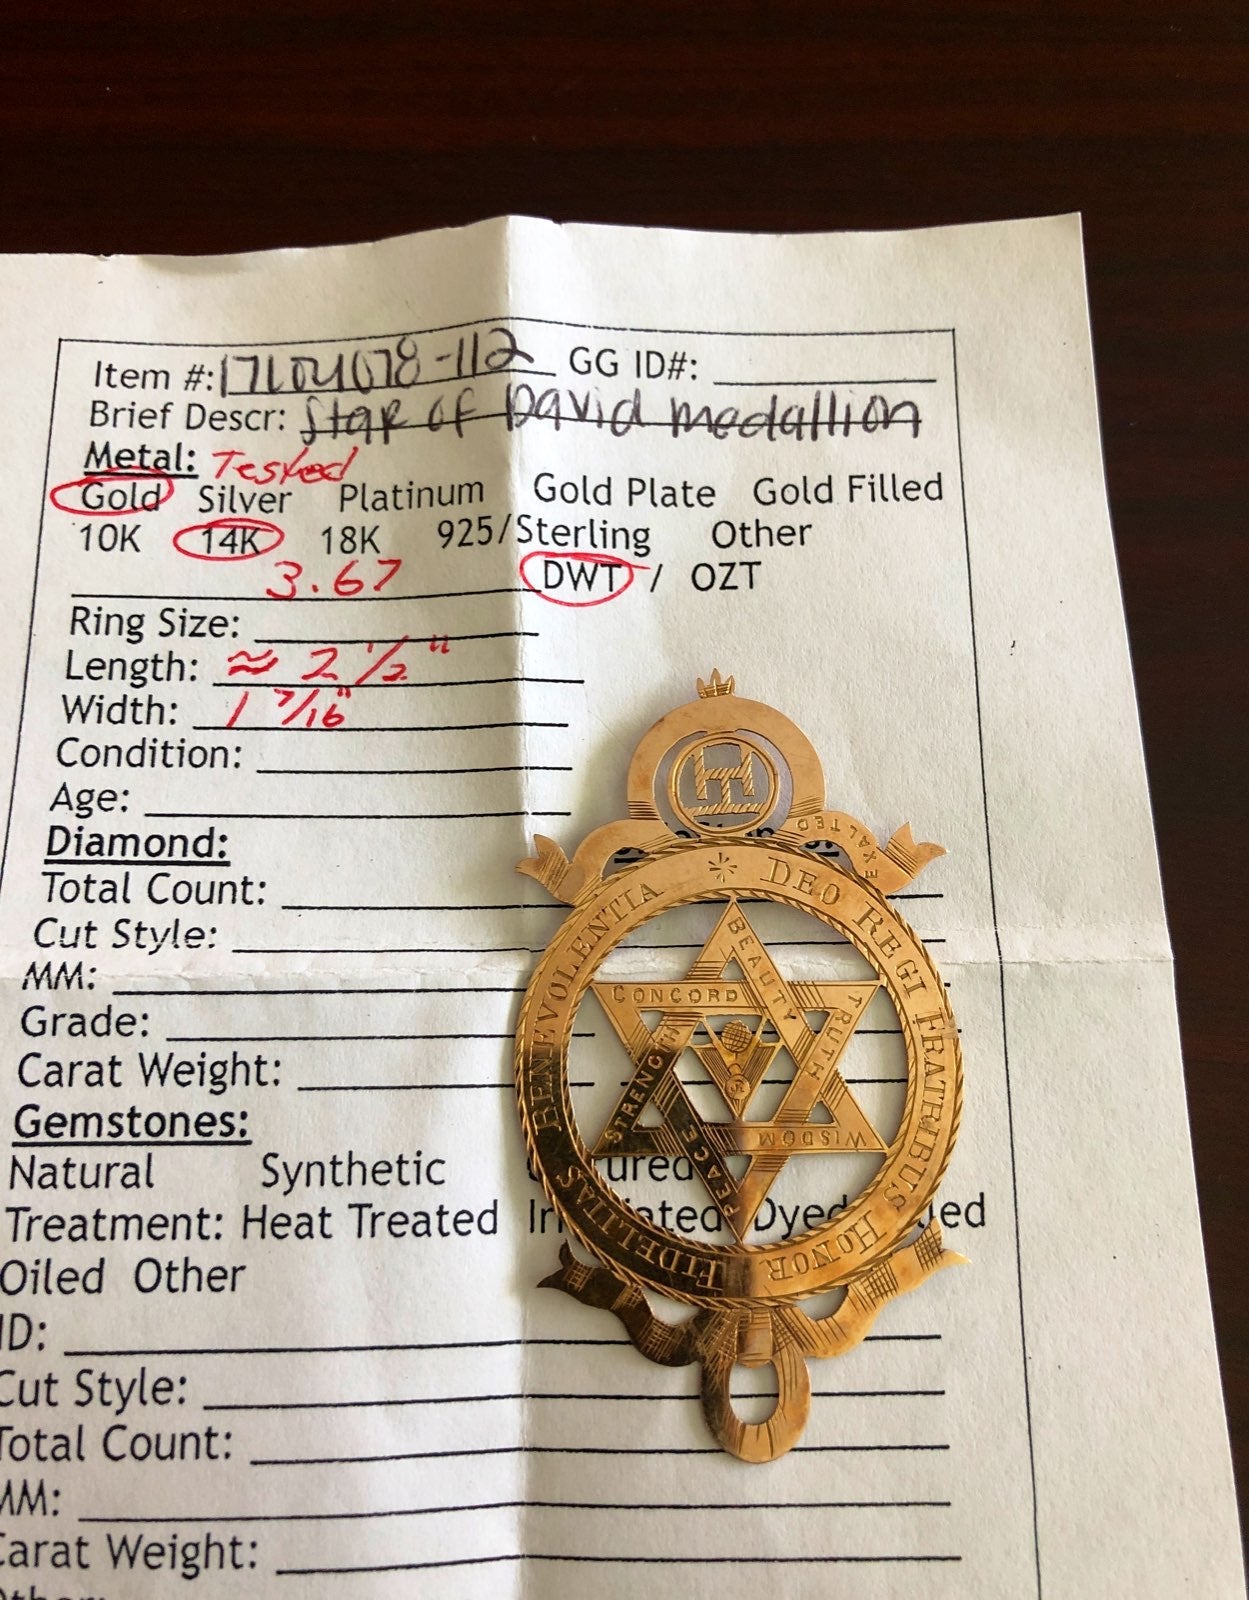 Item #: 17104078-112 GG ID#:
Brief Descr: Star of David medallion
Metal: Tested
Gold Silver Platinum Gold Plate Gold Filled
10K 14K 18K 925/Sterling Other
3.67 DWT / OZT
Ring Size:
Length: ≈ 2 1/2"
Width: 1 7/16"
Condition:
Age:
Diamond:
Total Count:
Cut Style:
MM:
Grade:
Carat Weight:
Gemstones:
Natural Synthetic
Treatment: Heat Treated Dyed
Oiled Other
ID:
Cut Style:
Total Count:
MM:
Carat Weight:
EXALTED
DEO REGI FRATRIBUS HONOR FIDELITAS BENEVOLENTIA
BEAUTY
CONCORD
TRUTH
STRENGTH
PEACE
WISDOM